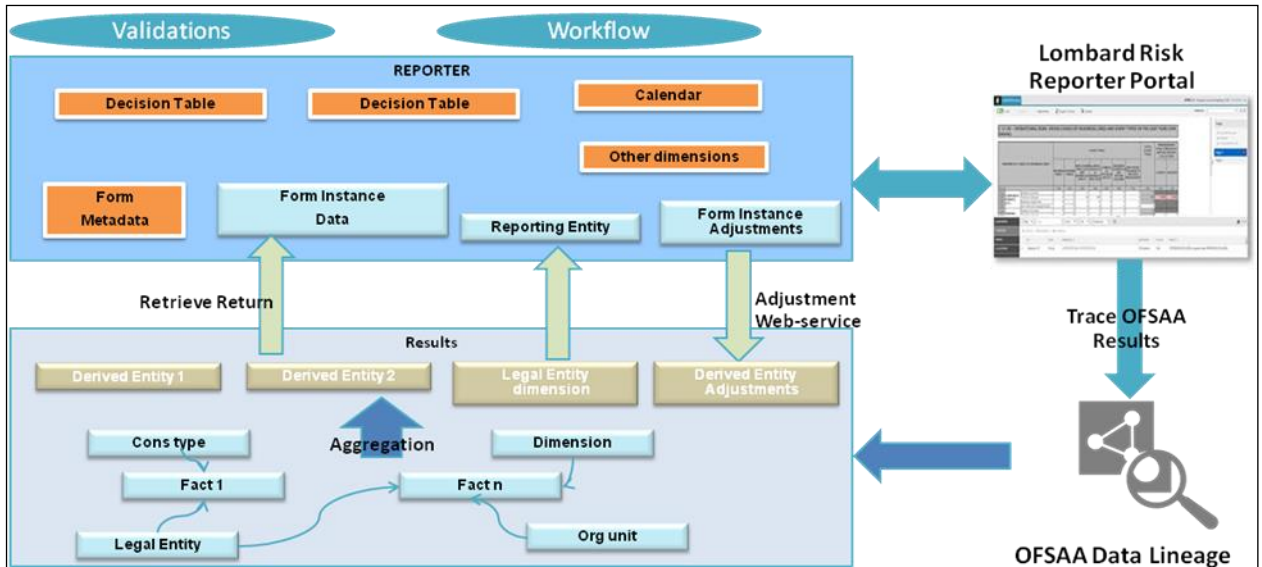 Validations
Workflow
REPORTER
Decision Table
Decision Table
Calendar
Other dimensions
Form
Metadata
Form Instance
Data
Reporting Entity
Form Instance
Adjustments
Lombard Risk
Reporter Portal
Retrieve Return
Adjustment
Web-service
Trace OFSAA
Results
Results
Derived Entity 1
Derived Entity 2
Legal Entity
dimension
Derived Entity
Adjustments
Cons type
Aggregation
Dimension
Fact 1
Fact n
Legal Entity
Org unit
OFSAA Data Lineage